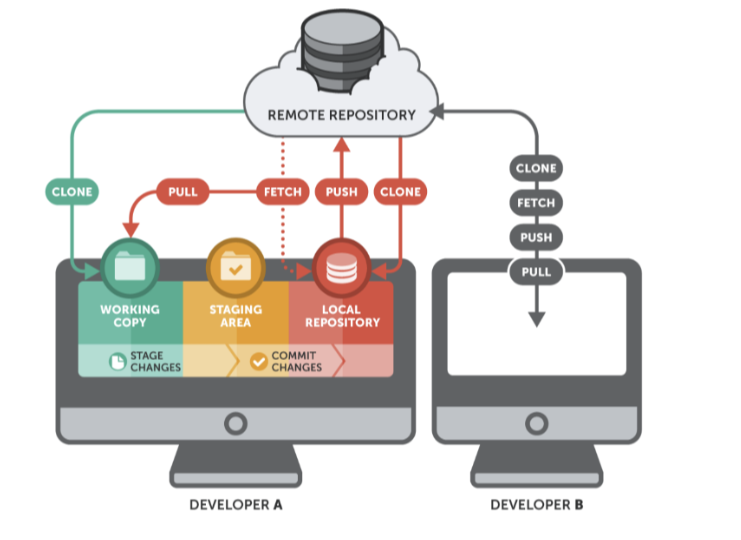 REMOTE REPOSITORY
CLONE
PULL
FETCH
PUSH
CLONE
CLONE
FETCH
PUSH
PULL
WORKING
COPY
STAGING
AREA
LOCAL
REPOSITORY
STAGE
CHANGES
COMMIT
CHANGES
DEVELOPER A
DEVELOPER B